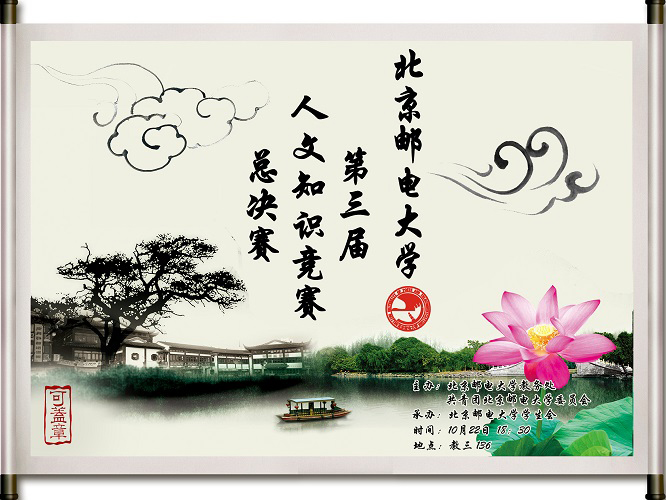 北京邮电大学
第三届
人文知识竞赛
总决赛
主办：北京邮电大学教务处
共青团北京邮电大学委员会
承办：北京邮电大学学生会
时间：10月22日 18：30
地点：教三 136
可盖章